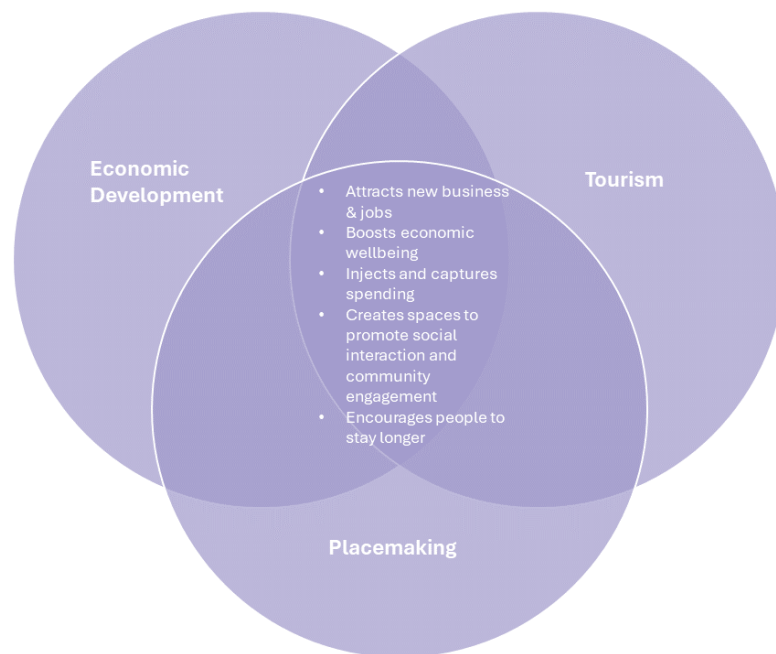 Economic
Development
Tourism
• Attracts new business
& jobs
• Boosts economic
wellbeing
• Injects and captures
spending
• Creates spaces to
promote social
interaction and
community
engagement
• Encourages people to
stay longer
Placemaking